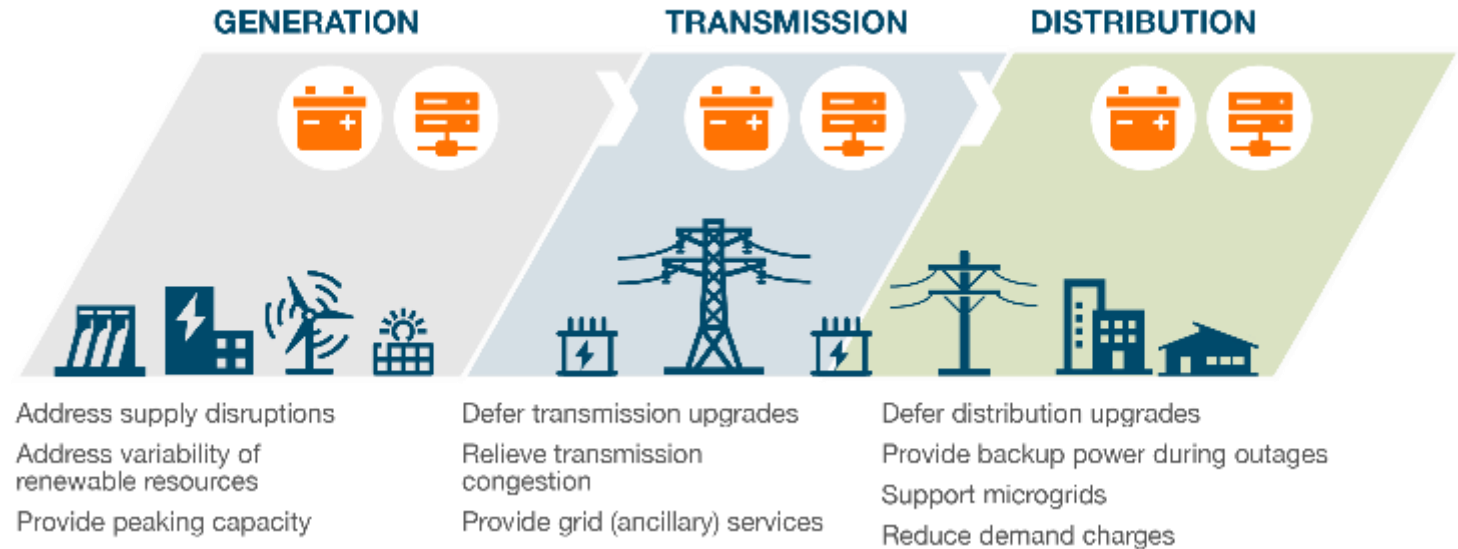 GENERATION
TRANSMISSION
DISTRIBUTION
Address supply disruptions
Address variability of
renewable resources
Provide peaking capacity
Defer transmission upgrades
Relieve transmission
congestion
Provide grid (ancillary) services
Defer distribution upgrades
Provide backup power during outages
Support microgrids
Reduce demand charges